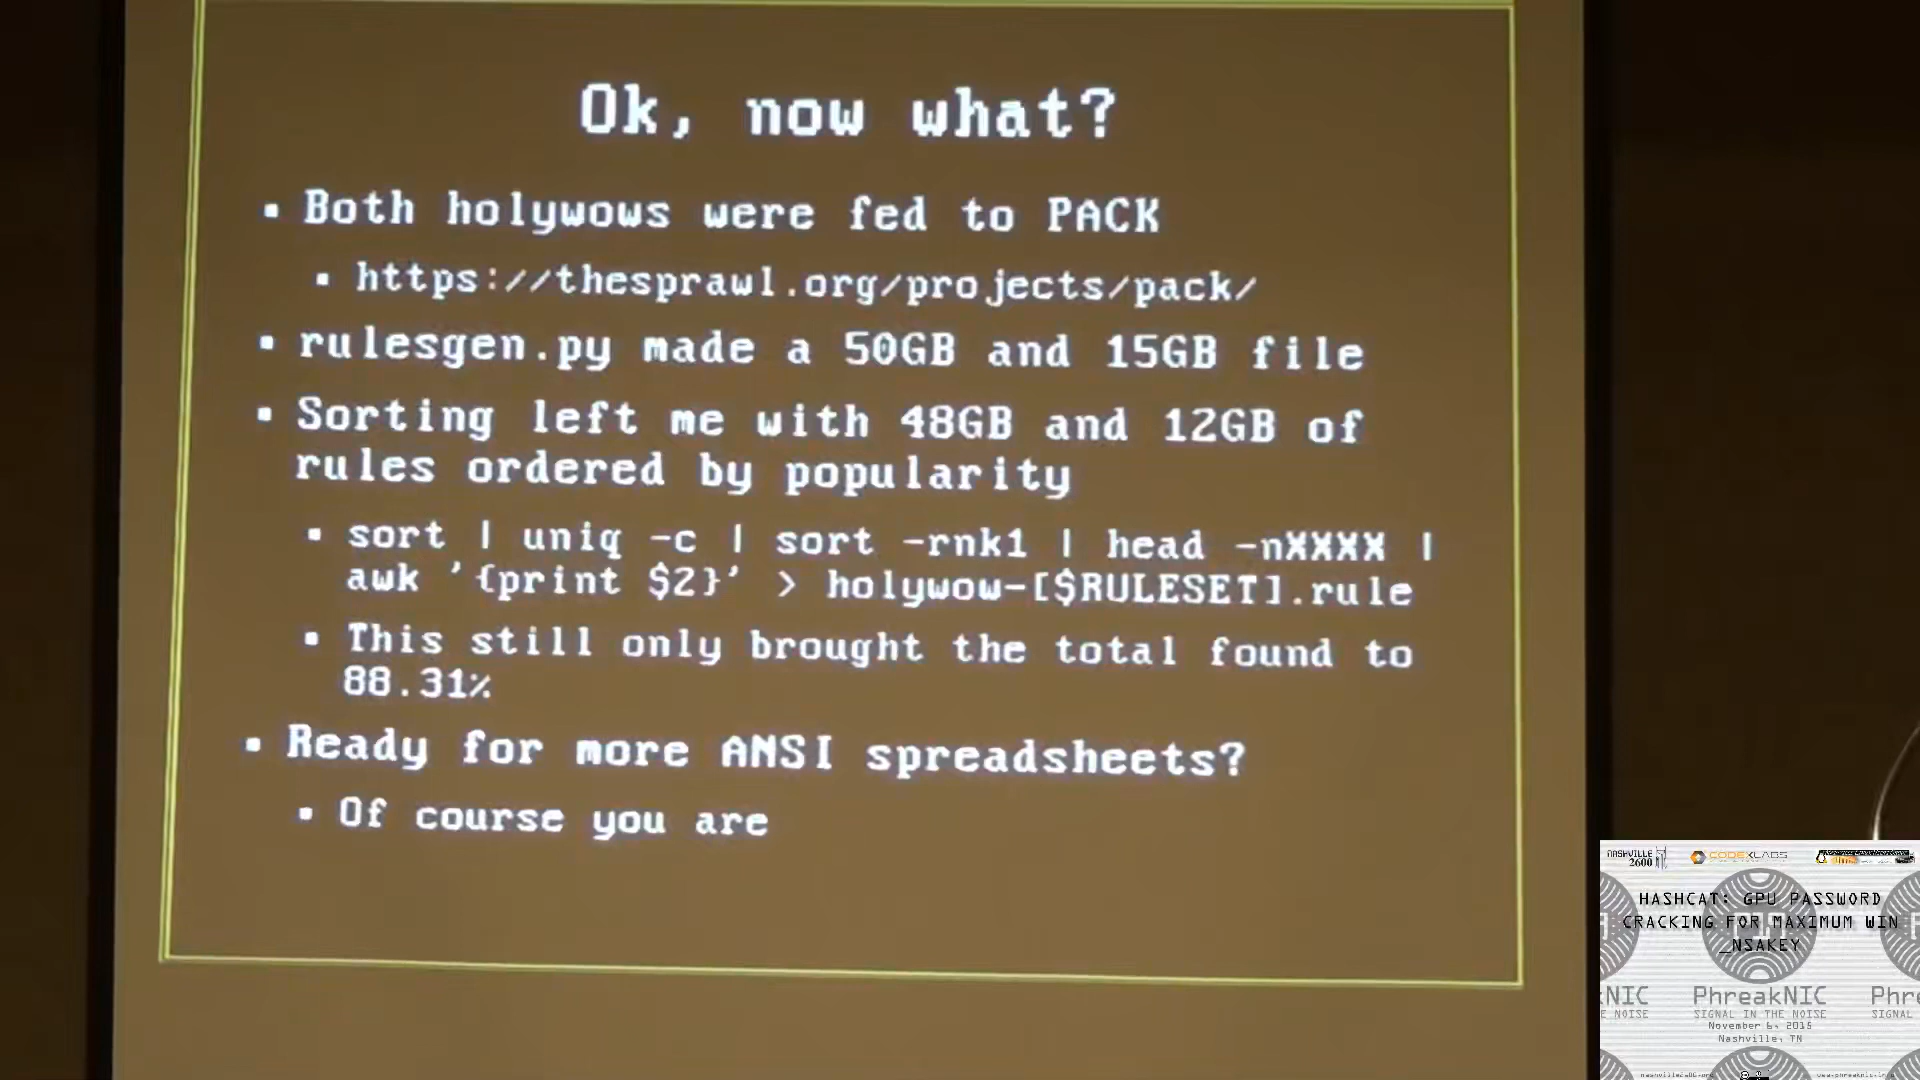 Ok, now what?
Both holywows were fed to PACK
https://thesprawl.org/projects/pack/
rulesgen.py made a 50GB and 15GB file
Sorting left me with 48GB and 12GB of
rules ordered by popularity
sort | uniq -c | sort -rnk1 | head -nXXXX |
awk '{print $2}' > holywow-[$RULESET].rule
This still only brought the total found to
88.31%
Ready for more ANSI spreadsheets?
Of course you are
NASHVILLE
2600
CODEXLABS
HASHCAT: GPU PASSWORD
CRACKING FOR MAXIMUM WIN
_NSAKEY
PhreakNIC
SIGNAL IN THE NOISE
November 6, 2015
Nashville, TN